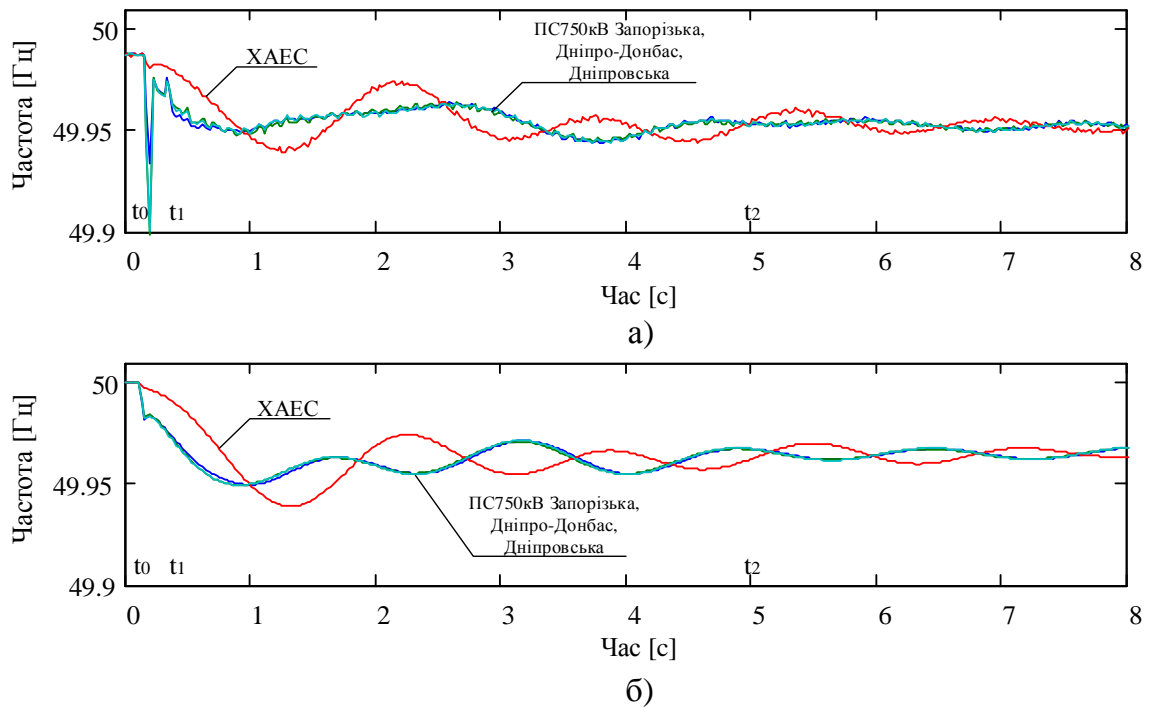 50
49.95
49.9
Частота [Гц]
ХАЕС
ПС750кВ Запорізька,
Дніпро-Донбас,
Дніпровська
t0 t1 t2
0 1 2 3 4 5 6 7 8
Час [с]
а)
50
49.95
49.9
Частота [Гц]
ХАЕС
ПС750кВ Запорізька,
Дніпро-Донбас,
Дніпровська
t0 t1 t2
0 1 2 3 4 5 6 7 8
Час [с]
б)